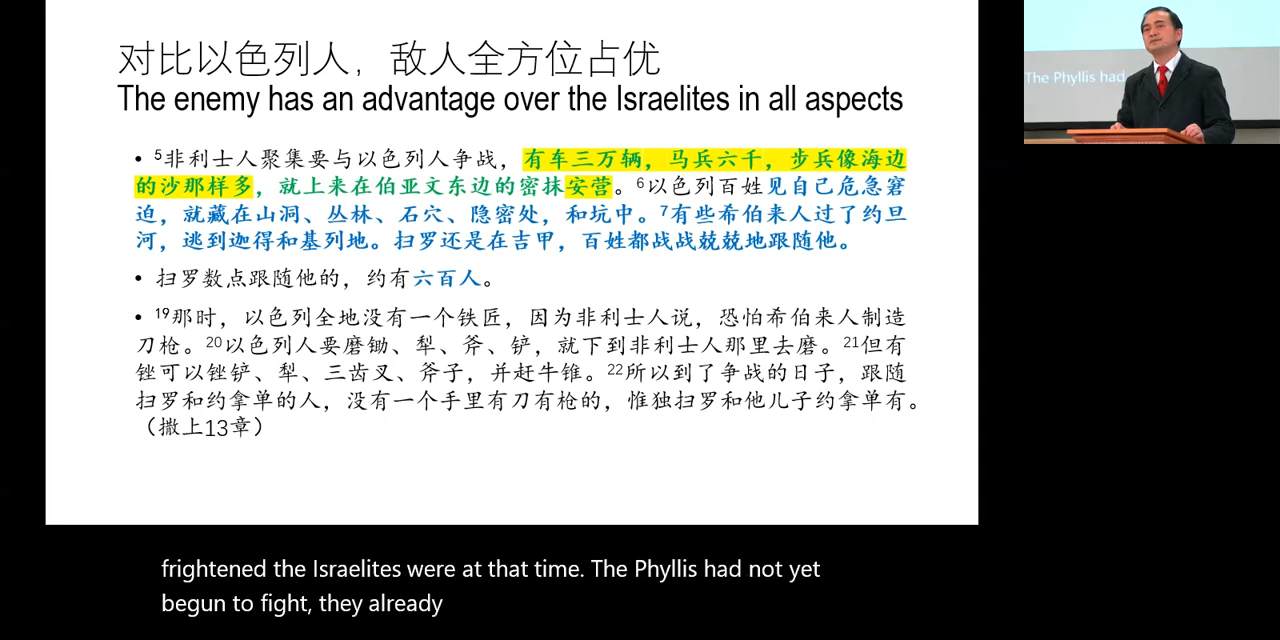 对比以色列人，敌人全方位占优
The enemy has an advantage over the Israelites in all aspects
• ⁵非利士人聚集要与以色列人争战，有车三万辆，马兵六千，步兵像海边
的沙那样多，就上来在伯亚文东边的密抹安营。⁶以色列百姓见自己危急窘
迫，就藏在山洞、丛林、石穴、隐密处，和坑中。⁷有些希伯来人过了约旦
河，逃到迦得和基列地。扫罗还是在吉甲，百姓都战战兢兢地跟随他。
• 扫罗数点跟随他的，约有六百人。
• ¹⁹那时，以色列全地没有一个铁匠，因为非利士人说，恐怕希伯来人制造
刀枪。²⁰以色列人要磨锄、犁、斧、铲，就下到非利士人那里去磨。²¹但有
锉可以锉铲、犁、三齿叉、斧子，并赶牛锥。²²所以到了争战的日子，跟随
扫罗和约拿单的人，没有一个手里有刀有枪的，惟独扫罗和他儿子约拿单有。
（撒上13章）
The Phyllis had
frightened the Israelites were at that time. The Phyllis had not yet
begun to fight, they already